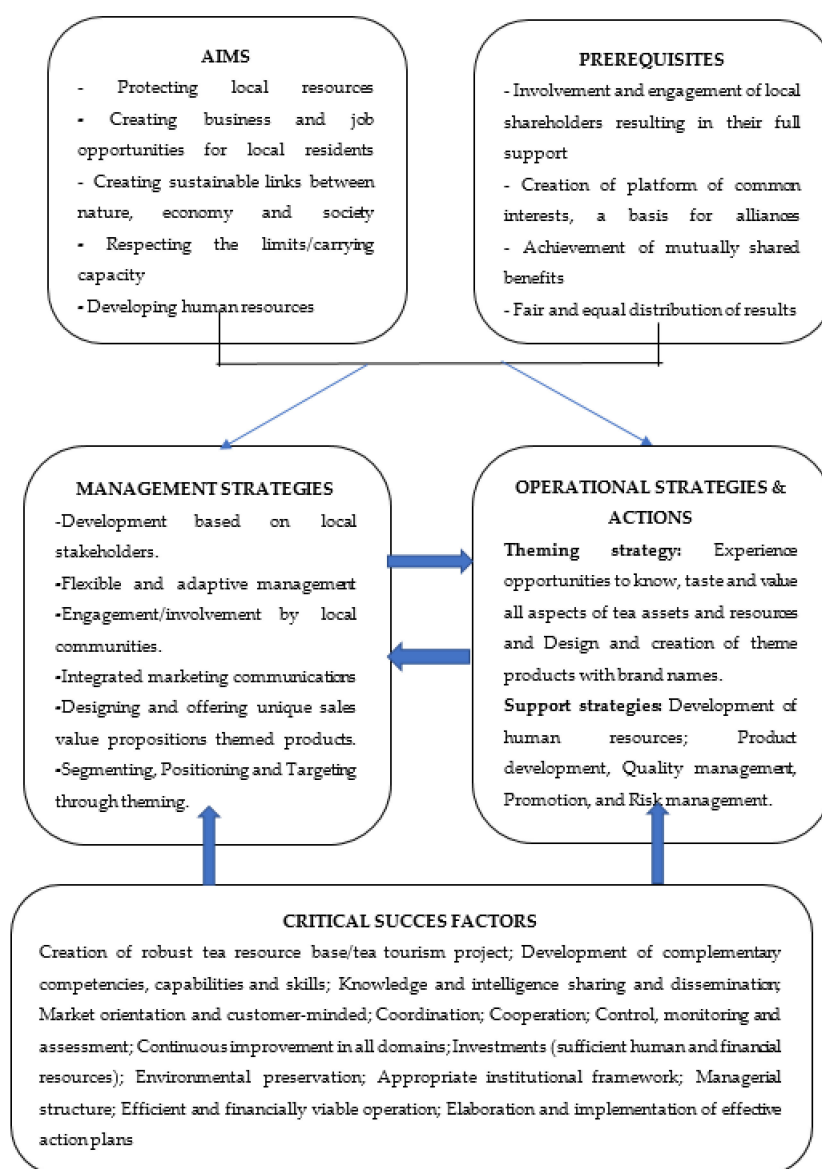 AIMS
- Protecting local resources
- Creating business and job
opportunities for local residents
- Creating sustainable links between
nature, economy and society
- Respecting the limits/carrying
capacity
- Developing human resources
PREREQUISITES
- Involvement and engagement of local
shareholders resulting in their full
support
- Creation of platform of common
interests, a basis for alliances
- Achievement of mutually shared
benefits
- Fair and equal distribution of results
MANAGEMENT STRATEGIES
-Development based on local
stakeholders.
-Flexible and adaptive management
-Engagement/involvement by local
communities.
-Integrated marketing communications
-Designing and offering unique sales
value propositions themed products.
-Segmenting, Positioning and Targeting
through theming.
OPERATIONAL STRATEGIES &
ACTIONS
Theming strategy: Experience
opportunities to know, taste and value
all aspects of tea assets and resources
and Design and creation of theme
products with brand names.
Support strategies: Development of
human resources; Product
development, Quality management,
Promotion, and Risk management.
CRITICAL SUCCES FACTORS
Creation of robust tea resource base/tea tourism project; Development of complementary
competencies, capabilities and skills; Knowledge and intelligence sharing and dissemination;
Market orientation and customer-minded; Coordination; Cooperation; Control, monitoring and
assessment; Continuous improvement in all domains; Investments (sufficient human and financial
resources); Environmental preservation; Appropriate institutional framework; Managerial
structure; Efficient and financially viable operation; Elaboration and implementation of effective
action plans